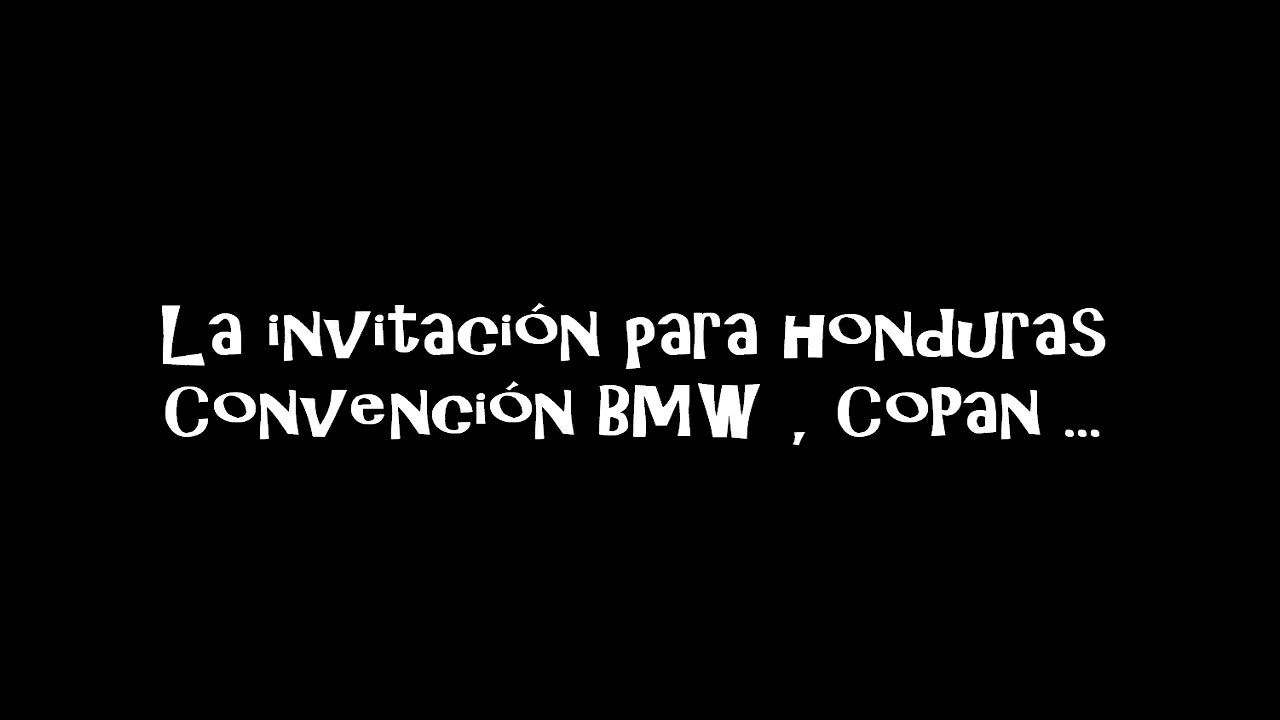 La invitación para Honduras
Convención BMW , Copan ...